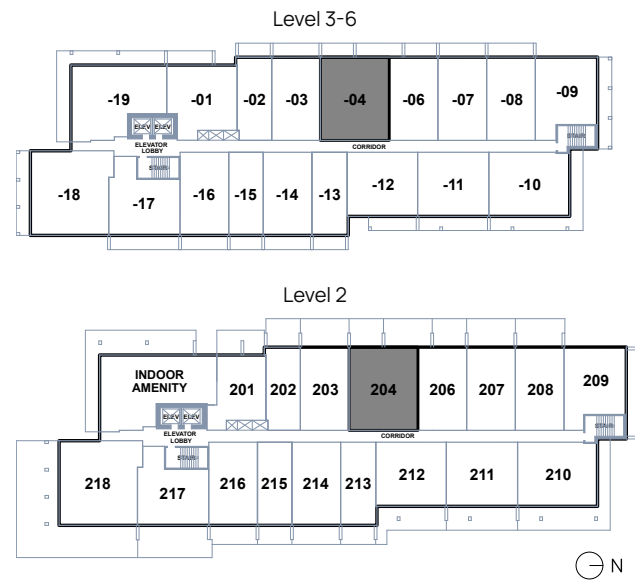 Level 3-6
-19
-01
-02
-03
-04
-06
-07
-08
-09
ELEV
ELEV
ELEVATOR
LOBBY
CORRIDOR
STAIR
STAIR
-18
-17
-16
-15
-14
-13
-12
-11
-10
Level 2
INDOOR
AMENITY
201
202
203
204
206
207
208
209
ELEV
ELEV
ELEVATOR
LOBBY
CORRIDOR
STAIR
STAIR
218
217
216
215
214
213
212
211
210
N